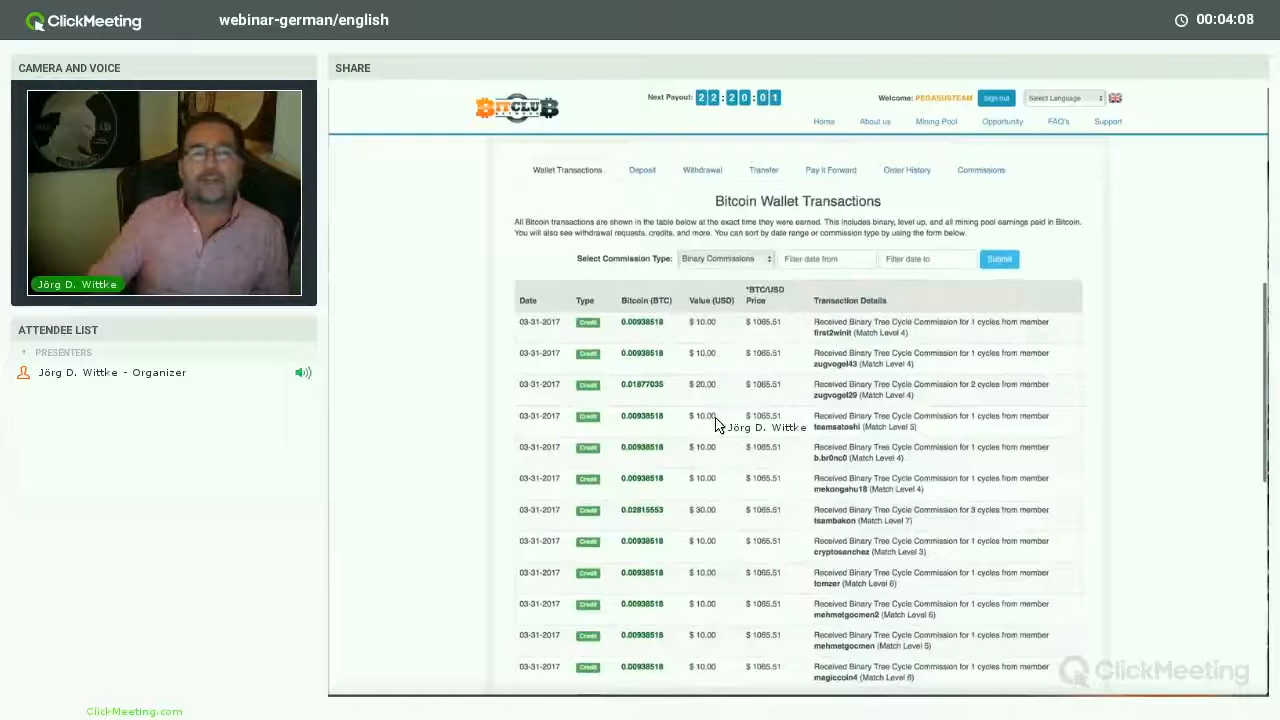 ClickMeeting
webinar-german/english
00:04:08
CAMERA AND VOICE
Jörg D. Wittke
ATTENDEE LIST
PRESENTERS
Jörg D. Wittke - Organizer
ClickMeeting.com
SHARE
BITCLUB
Next Payout: 22:20:01
Welcome: PEGASUSTEAM Sign out Select Language
Home About us Mining Pool Opportunity FAQ's Support
Wallet Transactions Deposit Withdrawal Transfer Pay it Forward Order History Commissions
Bitcoin Wallet Transactions
All Bitcoin transactions are shown in the table below at the exact time they were earned. This includes binary, level up, and all mining pool earnings paid in Bitcoin.
You will also see withdrawal requests, credits, and more. You can sort by date range or commission type by using the form below.
Select Commission Type: Binary Commissions Filter date from Filter date to Submit
Date Type Bitcoin (BTC) Value (USD) *BTC/USD Price Transaction Details
03-31-2017 Credit 0.00938518 $ 10.00 $ 1065.51 Received Binary Tree Cycle Commission for 1 cycles from member
first2winit (Match Level 4)
03-31-2017 Credit 0.00938518 $ 10.00 $ 1065.51 Received Binary Tree Cycle Commission for 1 cycles from member
zugvogel43 (Match Level 4)
03-31-2017 Credit 0.01877035 $ 20.00 $ 1065.51 Received Binary Tree Cycle Commission for 2 cycles from member
zugvogel29 (Match Level 4)
03-31-2017 Credit 0.00938518 $ 10.00 $ 1065.51 Received Binary Tree Cycle Commission for 1 cycles from member
Jörg D. Wittke teamsatoshi (Match Level 5)
03-31-2017 Credit 0.00938518 $ 10.00 $ 1065.51 Received Binary Tree Cycle Commission for 1 cycles from member
b.br0nc0 (Match Level 4)
03-31-2017 Credit 0.00938518 $ 10.00 $ 1065.51 Received Binary Tree Cycle Commission for 1 cycles from member
mekongahu18 (Match Level 4)
03-31-2017 Credit 0.02815553 $ 30.00 $ 1065.51 Received Binary Tree Cycle Commission for 3 cycles from member
tsambakon (Match Level 7)
03-31-2017 Credit 0.00938518 $ 10.00 $ 1065.51 Received Binary Tree Cycle Commission for 1 cycles from member
cryptosanchez (Match Level 3)
03-31-2017 Credit 0.00938518 $ 10.00 $ 1065.51 Received Binary Tree Cycle Commission for 1 cycles from member
tomzer (Match Level 6)
03-31-2017 Credit 0.00938518 $ 10.00 $ 1065.51 Received Binary Tree Cycle Commission for 1 cycles from member
mehmetgocmen2 (Match Level 6)
03-31-2017 Credit 0.00938518 $ 10.00 $ 1065.51 Received Binary Tree Cycle Commission for 1 cycles from member
mehmetgocmen (Match Level 5)
03-31-2017 Credit 0.00938518 $ 10.00 $ 1065.51 Received Binary Tree Cycle Commission for 1 cycles from member
magiccoin4 (Match Level 6)
ClickMeeting